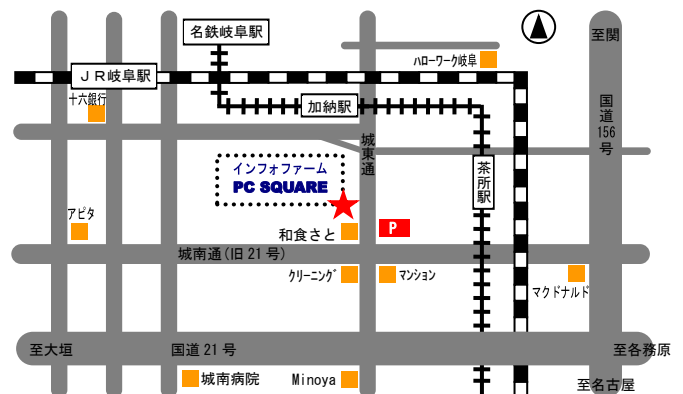 名鉄岐阜駅
至関
ハローワーク岐阜
ＪＲ岐阜駅
十六銀行
加納駅
国道156号
城東通
インフォファーム
PC SQUARE
茶所駅
アピタ
和食さと
P
城南通(旧21号)
クリーニング
マンション
マクドナルド
至大垣
国道21号
至各務原
城南病院
Minoya
至名古屋